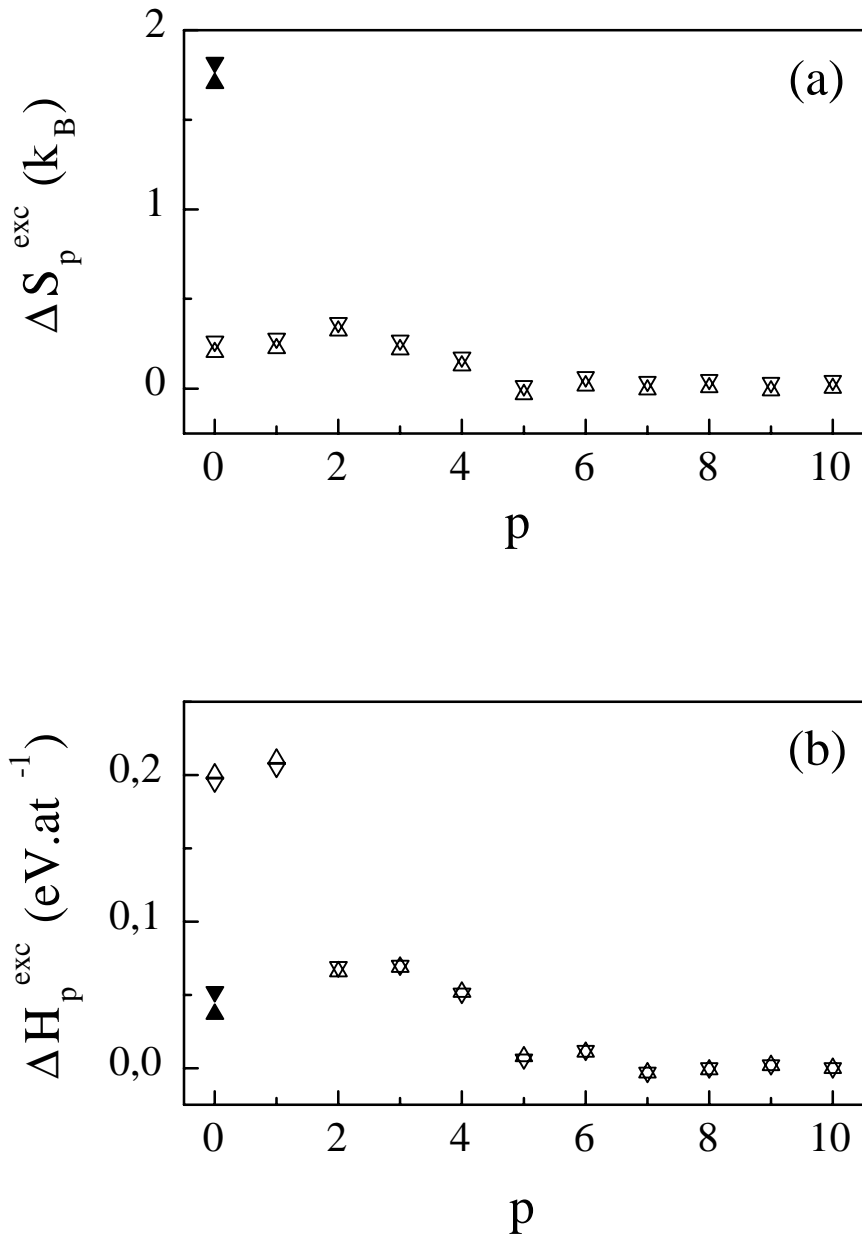 2
(a)
1
0
ΔS_p^exc (k_B)
0 2 4 6 8 10
p
(b)
0,2
0,1
0,0
ΔH_p^exc (eV.at^-1)
0 2 4 6 8 10
p